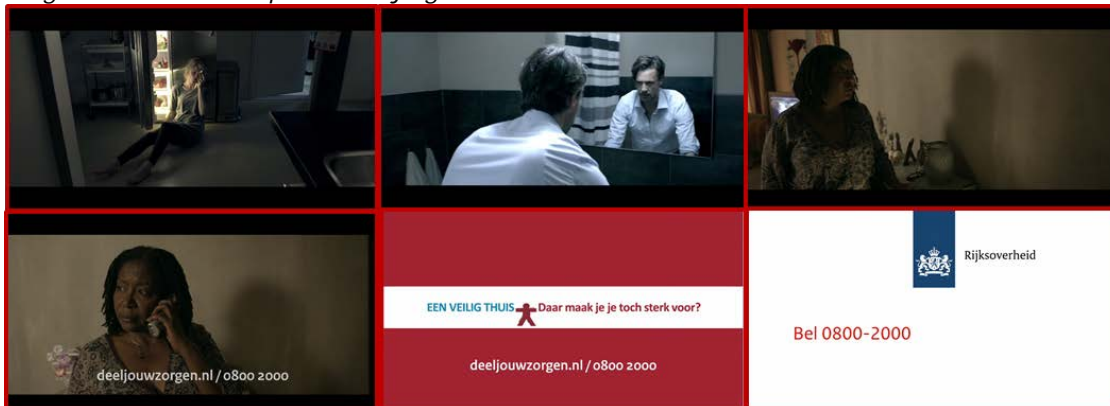 deeljouwzorgen.nl / 0800 2000
EEN VEILIG THUIS Daar maak je je toch sterk voor?
deeljouwzorgen.nl / 0800 2000
Rijksoverheid
Bel 0800-2000